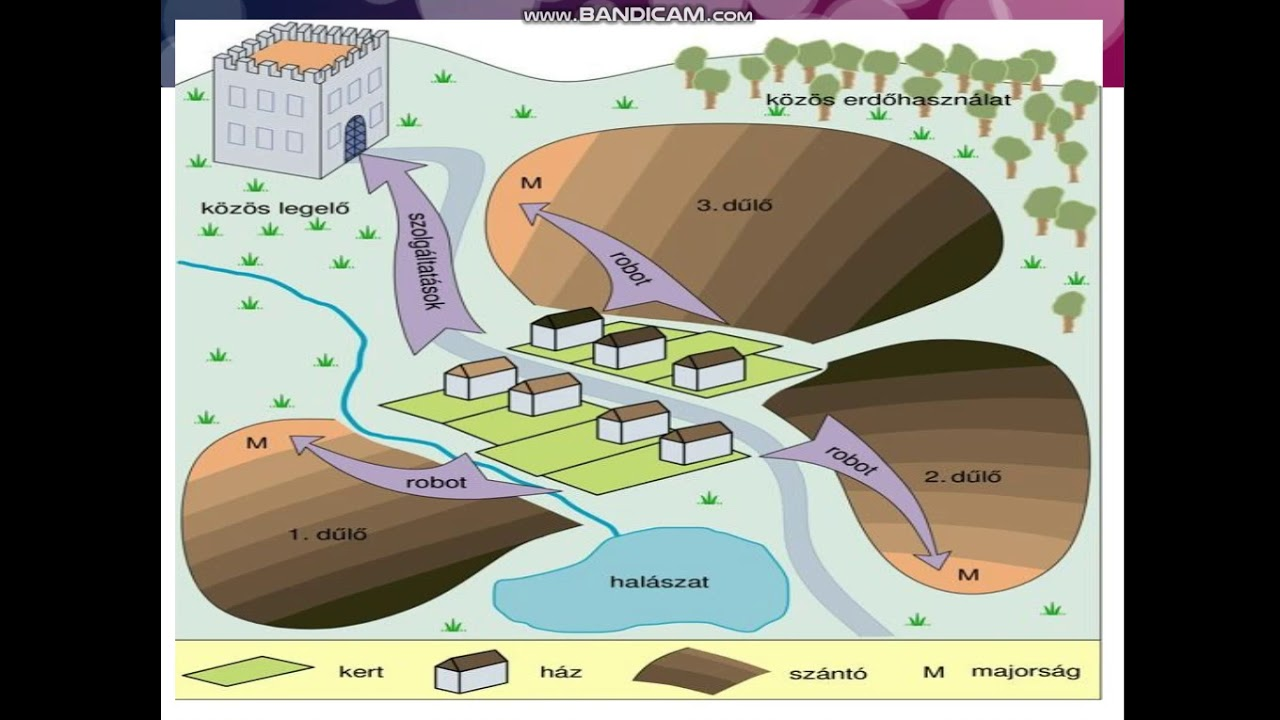 www.BANDICAM.com
közös erdőhasználat
M
3. dűlő
közös legelő
szolgáltatások
robot
M
robot
robot
2. dűlő
1. dűlő
halászat
M
kert
ház
szántó
M majorság